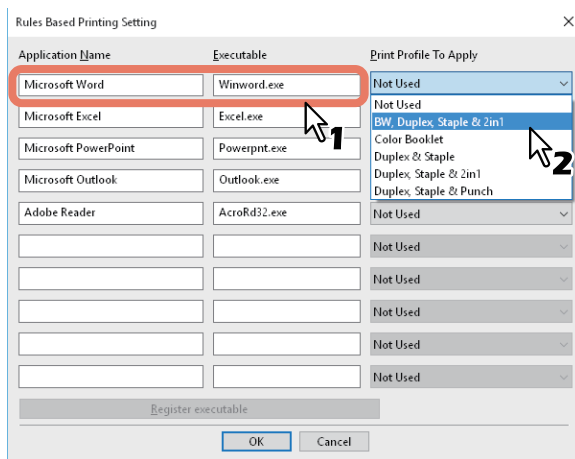 Rules Based Printing Setting
Application Name Executable Print Profile To Apply
Microsoft Word Winword.exe Not Used
Not Used
Microsoft Excel Excel.exe BW, Duplex, Staple & 2in1
1 Color Booklet
Microsoft PowerPoint Powerpnt.exe Duplex & Staple
2
Microsoft Outlook Outlook.exe Duplex, Staple & 2in1
Duplex, Staple & Punch
Adobe Reader AcroRd32.exe Not Used
Not Used
Not Used
Not Used
Not Used
Not Used
Register executable
OK Cancel